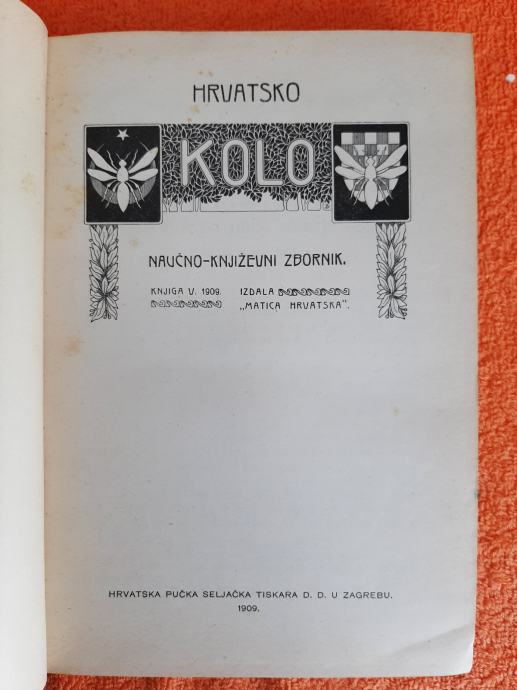 HRVATSKO
KOLO
NAUČNO-KNJIŽEVNI ZBORNIK.
KNJIGA V. 1909. IZDALA
„MATICA HRVATSKA".
HRVATSKA PUČKA SELJAČKA TISKARA D. D. U ZAGREBU.
1909.